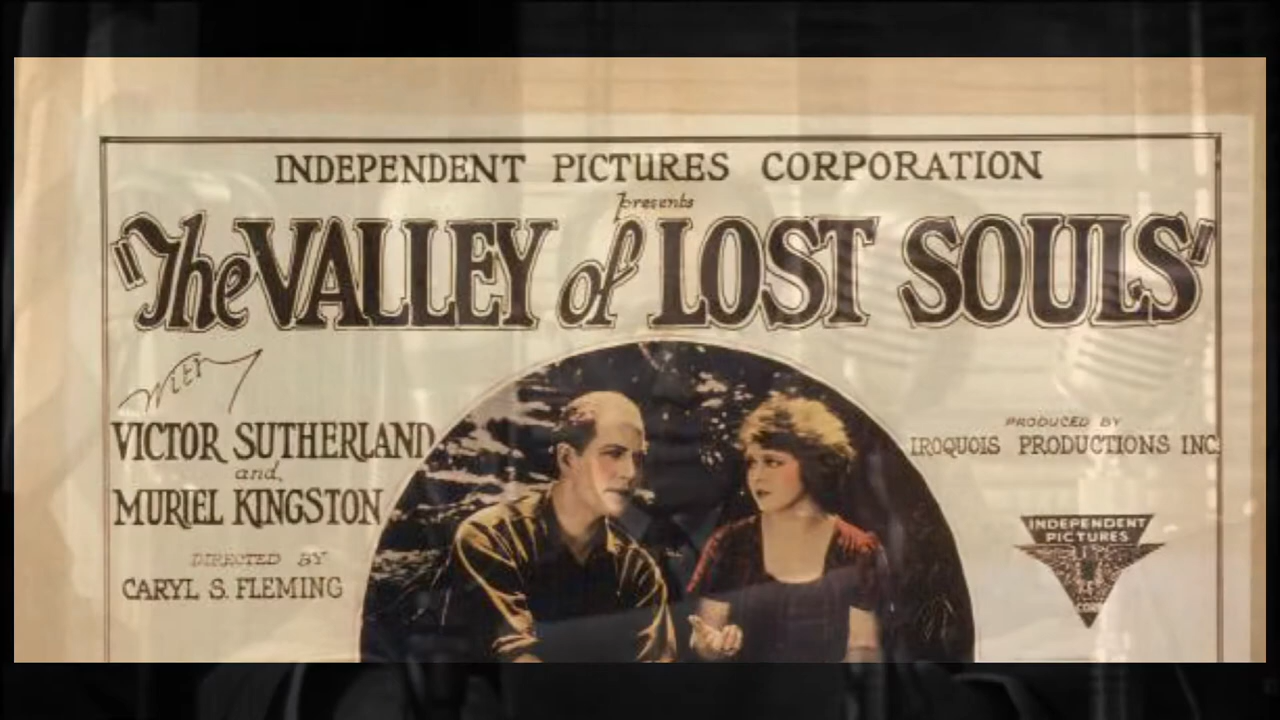 INDEPENDENT PICTURES CORPORATION
presents
"The VALLEY of LOST SOULS"
with
VICTOR SUTHERLAND
and,
MURIEL KINGSTON
DIRECTED BY
CARYL S. FLEMING
PRODUCED BY
IROQUOIS PRODUCTIONS INC.
INDEPENDENT
PICTURES